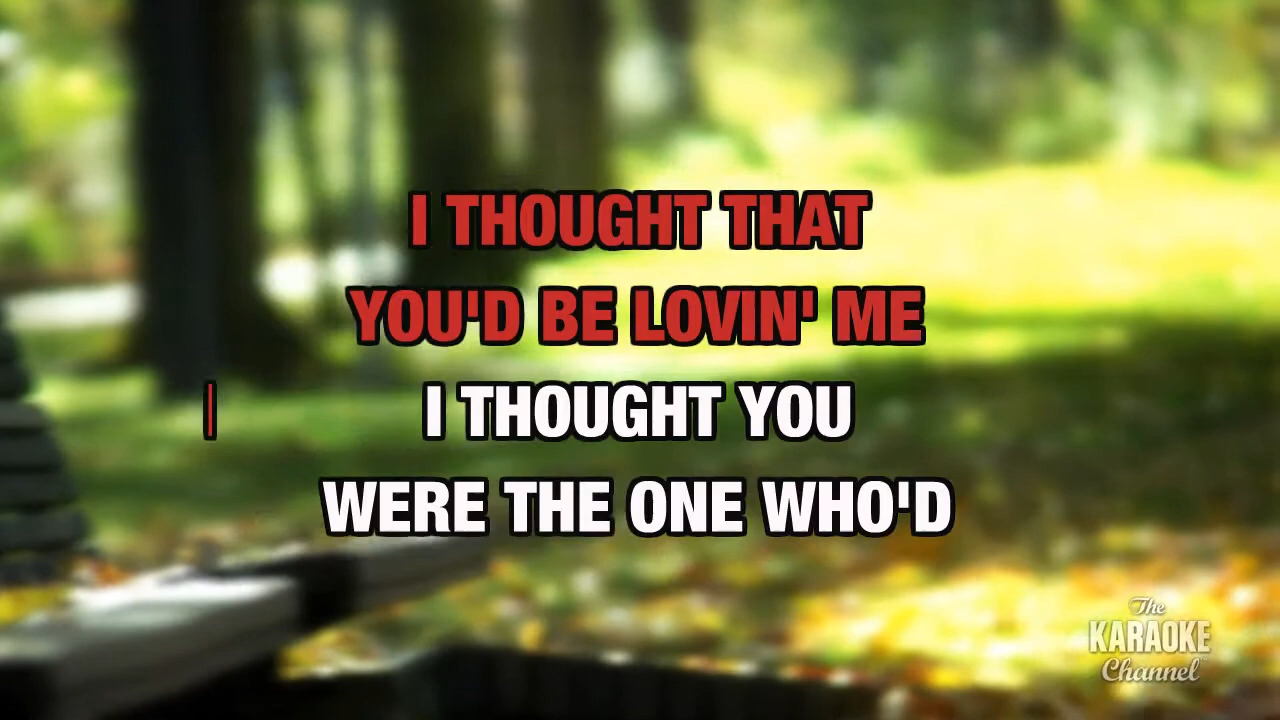 I THOUGHT THAT
YOU'D BE LOVIN' ME
I THOUGHT YOU
WERE THE ONE WHO'D
The
KARAOKE
Channel